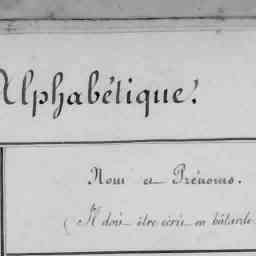 Alphabétique.
Nom et Prénoms.
(Il doit être écrit en bâtarde